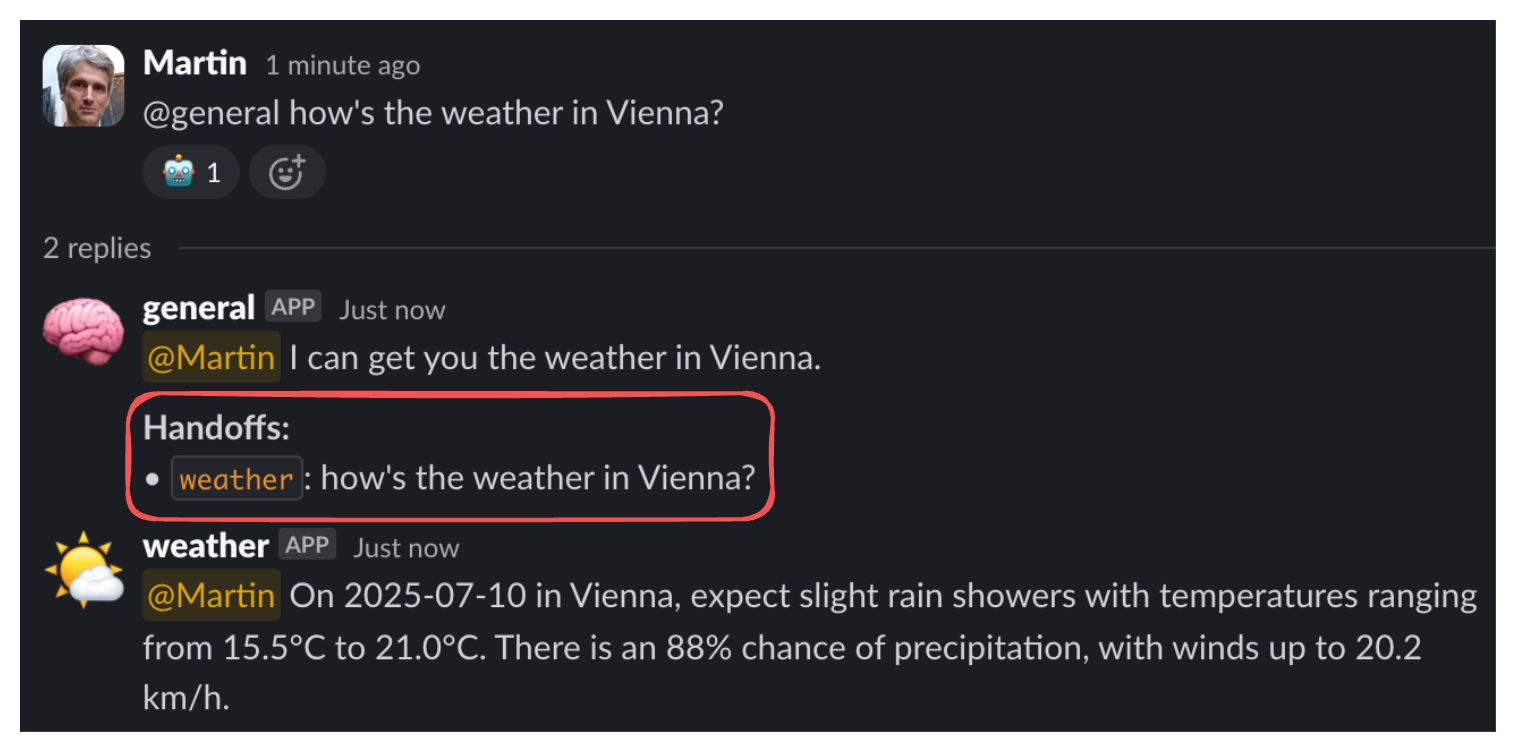 Martin 1 minute ago
@general how's the weather in Vienna?
1
2 replies
general APP Just now
@Martin I can get you the weather in Vienna.
Handoffs:
• weather: how's the weather in Vienna?
weather APP Just now
@Martin On 2025-07-10 in Vienna, expect slight rain showers with temperatures ranging
from 15.5°C to 21.0°C. There is an 88% chance of precipitation, with winds up to 20.2
km/h.